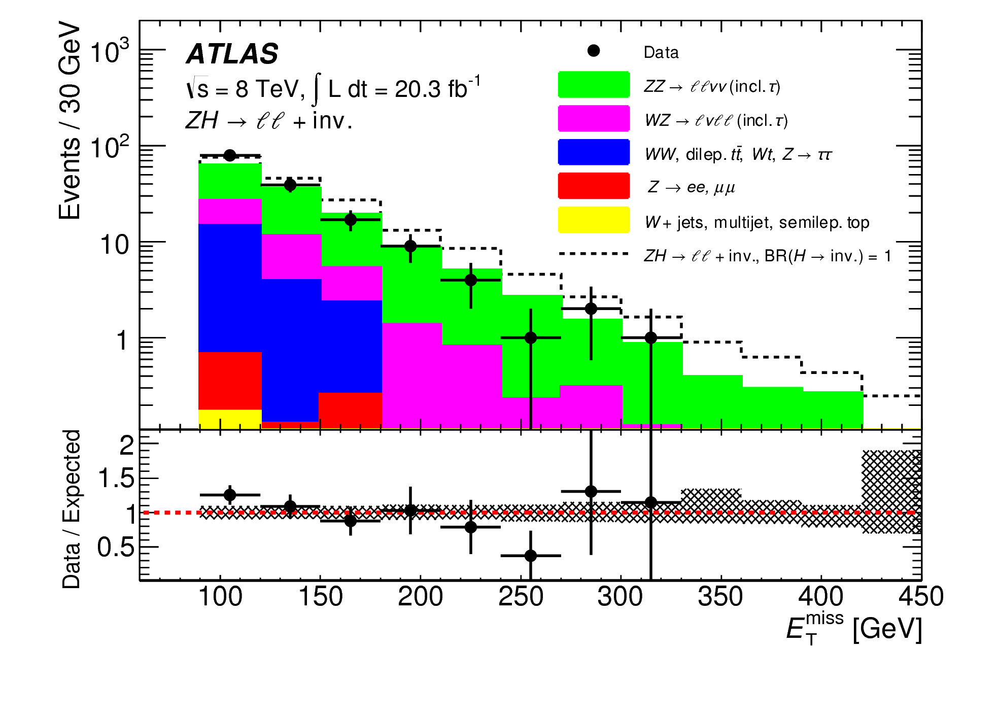 Events / 30 GeV
10³
10²
10
1
ATLAS
√s = 8 TeV, ∫ L dt = 20.3 fb⁻¹
ZH → ℓℓ + inv.
Data
ZZ → ℓℓνν (incl. τ)
WZ → ℓνℓℓ (incl. τ)
WW, dilep. tt̄, Wt, Z → ττ
Z → ee, μμ
W + jets, multijet, semilep. top
ZH → ℓℓ + inv., BR(H → inv.) = 1
Data / Expected
2
1.5
1
0.5
100 150 200 250 300 350 400 450
E_T^miss [GeV]